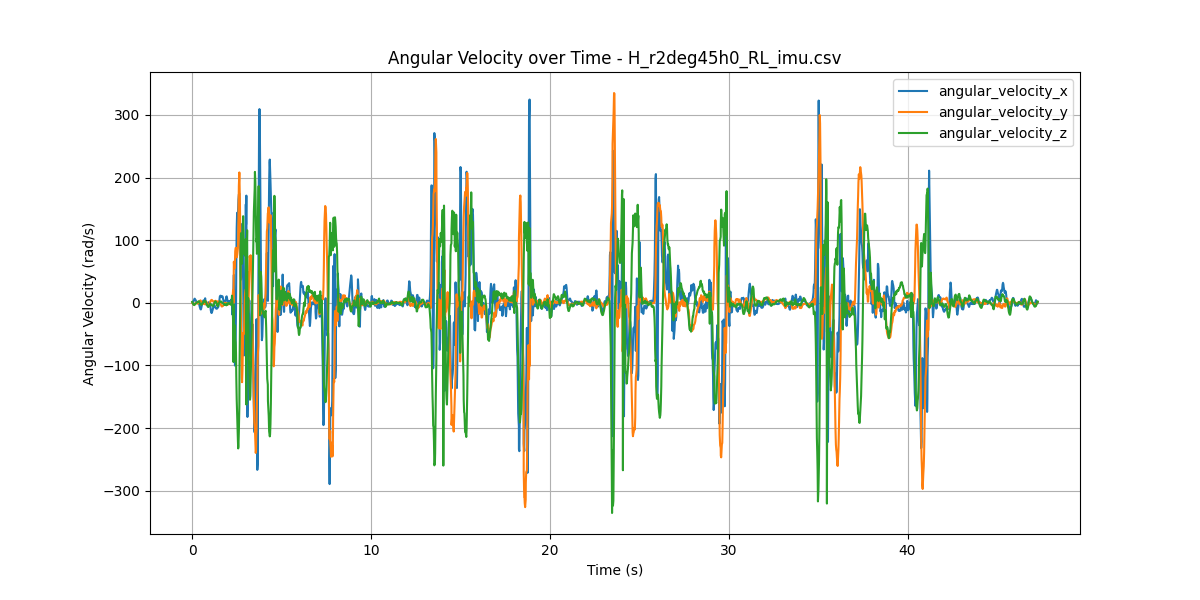 Angular Velocity over Time - H_r2deg45h0_RL_imu.csv
angular_velocity_x
angular_velocity_y
angular_velocity_z
Angular Velocity (rad/s)
300
200
100
0
−100
−200
−300
0 10 20 30 40
Time (s)